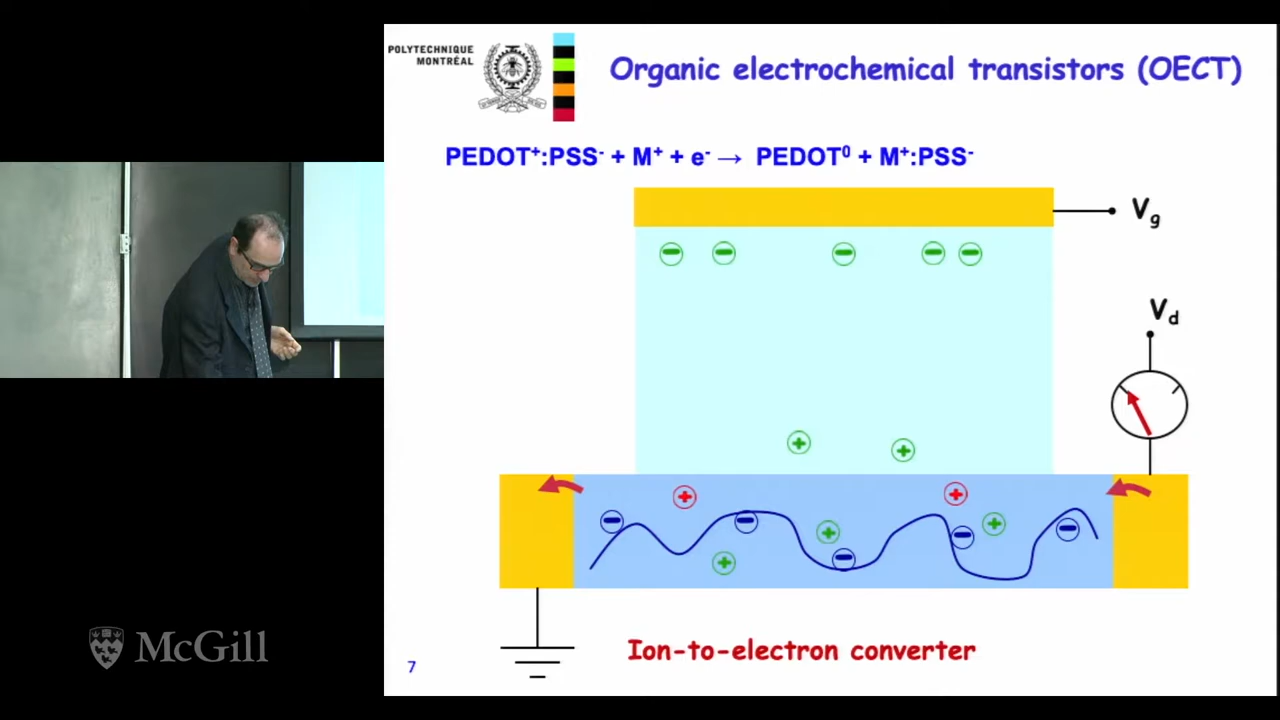 POLYTECHNIQUE
MONTRÉAL
Organic electrochemical transistors (OECT)
PEDOT⁺:PSS⁻ + M⁺ + e⁻ → PEDOT⁰ + M⁺:PSS⁻
Vg
Vd
Ion-to-electron converter
7
McGill